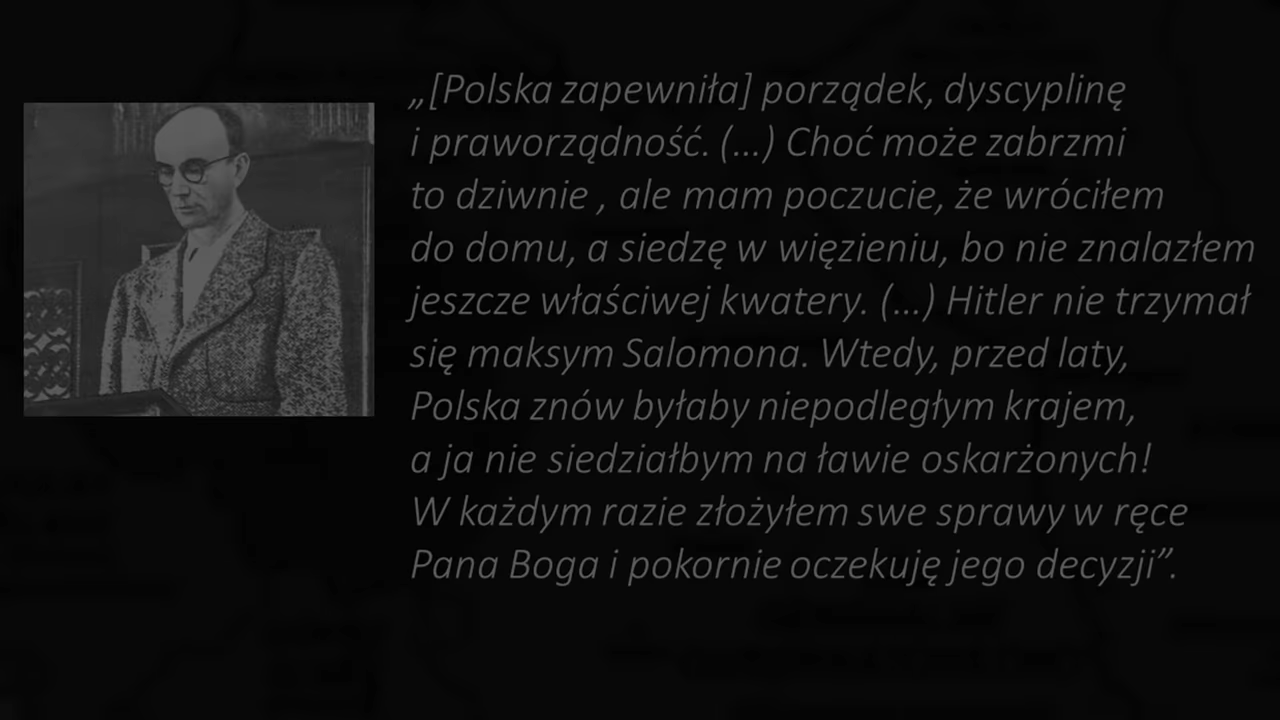 „[Polska zapewniła] porządek, dyscyplinę
i praworządność. (...) Choć może zabrzmi
to dziwnie , ale mam poczucie, że wróciłem
do domu, a siedzę w więzieniu, bo nie znalazłem
jeszcze właściwej kwatery. (...) Hitler nie trzymał
się maksym Salomona. Wtedy, przed laty,
Polska znów byłaby niepodległym krajem,
a ja nie siedziałbym na ławie oskarżonych!
W każdym razie złożyłem swe sprawy w ręce
Pana Boga i pokornie oczekuję jego decyzji”.